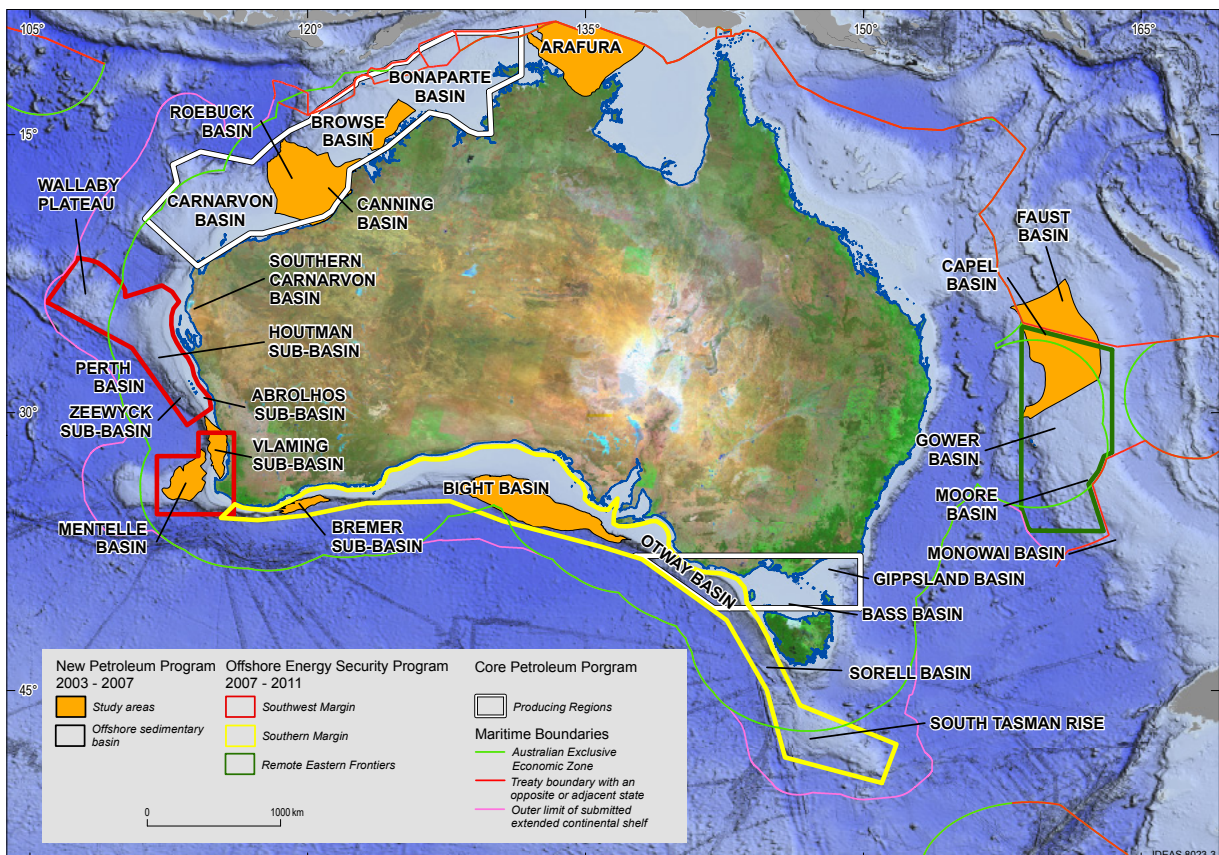 105°
120°
135°
150°
165°
ARAFURA
BONAPARTE
BASIN
ROEBUCK
BASIN
BROWSE
BASIN
15°
15°
WALLABY
PLATEAU
CARNARVON
BASIN
CANNING
BASIN
FAUST
BASIN
CAPEL
BASIN
SOUTHERN
CARNARVON
BASIN
HOUTMAN
SUB-BASIN
PERTH
BASIN
ABROLHOS
SUB-BASIN
ZEEWYCK
SUB-BASIN
30°
30°
VLAMING
SUB-BASIN
GOWER
BASIN
BIGHT BASIN
MOORE
BASIN
MENTELLE
BASIN
BREMER
SUB-BASIN
OTWAY BASIN
MONOWAI BASIN
GIPPSLAND BASIN
BASS BASIN
SORELL BASIN
45°
45°
SOUTH TASMAN RISE
New Petroleum Program
2003 - 2007
Study areas
Offshore sedimentary
basin
Offshore Energy Security Program
2007 - 2011
Southwest Margin
Southern Margin
Remote Eastern Frontiers
Core Petroleum Porgram
Producing Regions
Maritime Boundaries
Australian Exclusive
Economic Zone
Treaty boundary with an
opposite or adjacent state
Outer limit of submitted
extended continental shelf
0
1000 km
IDEAS 8023-3